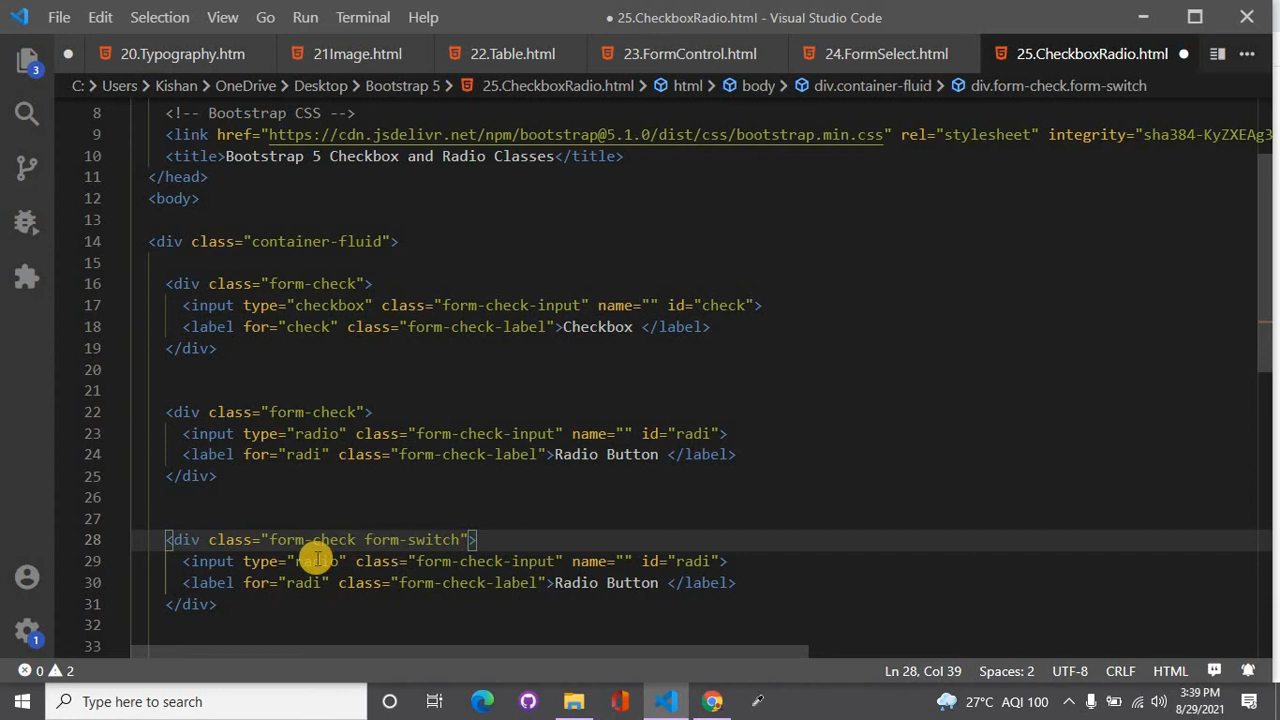 File Edit Selection View Go Run Terminal Help ● 25.CheckboxRadio.html - Visual Studio Code
20.Typography.htm 21Image.html 22.Table.html 23.FormControl.html 24.FormSelect.html 25.CheckboxRadio.html
C: > Users > Kishan > OneDrive > Desktop > Bootstrap 5 > 25.CheckboxRadio.html > html > body > div.container-fluid > div.form-check.form-switch
3
8 <!-- Bootstrap CSS -->
9 <link href="https://cdn.jsdelivr.net/npm/bootstrap@5.1.0/dist/css/bootstrap.min.css" rel="stylesheet" integrity="sha384-KyZXEAg3
10 <title>Bootstrap 5 Checkbox and Radio Classes</title>
11 </head>
12 <body>
13
14 <div class="container-fluid">
15
16 <div class="form-check">
17 <input type="checkbox" class="form-check-input" name="" id="check">
18 <label for="check" class="form-check-label">Checkbox </label>
19 </div>
20
21
22 <div class="form-check">
23 <input type="radio" class="form-check-input" name="" id="radi">
24 <label for="radi" class="form-check-label">Radio Button </label>
25 </div>
26
27
28 <div class="form-check form-switch">
29 <input type="radio" class="form-check-input" name="" id="radi">
30 <label for="radi" class="form-check-label">Radio Button </label>
31 </div>
32
33
1
0 2 Ln 28, Col 39 Spaces: 2 UTF-8 CRLF HTML
Type here to search 27°C AQI 100 3:39 PM
8/29/2021